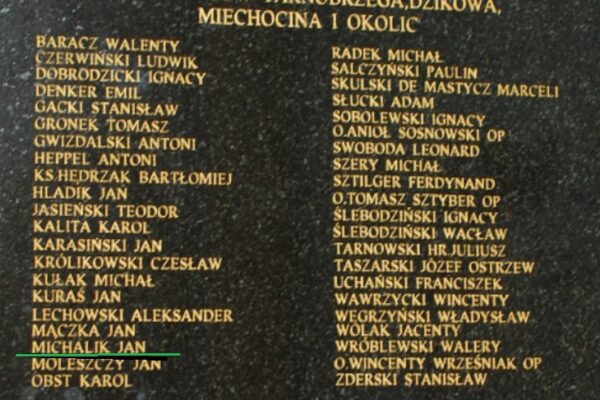 TARNOBRZEGA, DZIKOWA,
MIECHOCINA I OKOLIC
BARACZ WALENTY
CZERWIŃSKI LUDWIK
DOBRODZICKI IGNACY
DENKER EMIL
GACKI STANISŁAW
GRONEK TOMASZ
GWIZDALSKI ANTONI
HEPPEL ANTONI
KS.HĘDRZAK BARTŁOMIEJ
HLADIK JAN
JASIEŃSKI TEODOR
KALITA KAROL
KARASIŃSKI JAN
KRÓLIKOWSKI CZESŁAW
KUŁAK MICHAŁ
KURAŚ JAN
LECHOWSKI ALEKSANDER
MĄCZKA JAN
MICHALIK JAN
MOLESZCZY JAN
OBST KAROL
RADEK MICHAŁ
SALCZYŃSKI PAULIN
SKULSKI DE MASTYCZ MARCELI
SŁUCKI ADAM
SOBOLEWSKI IGNACY
O.ANIOŁ SOSNOWSKI OP
SWOBODA LEONARD
SZERY MICHAŁ
SZTILGER FERDYNAND
O.TOMASZ SZTYBER OP
ŚLEBODZIŃSKI IGNACY
ŚLEBODZIŃSKI WACŁAW
TARNOWSKI HR.JULIUSZ
TASZARSKI JÓZEF OSTRZEW
UCHAŃSKI FRANCISZEK
WAWRZYCKI WINCENTY
WĘGRZYŃSKI WŁADYSŁAW
WOLAK JACENTY
WRÓBLEWSKI WALERY
O.WINCENTY WRZEŚNIAK OP
ZDERSKI STANISŁAW